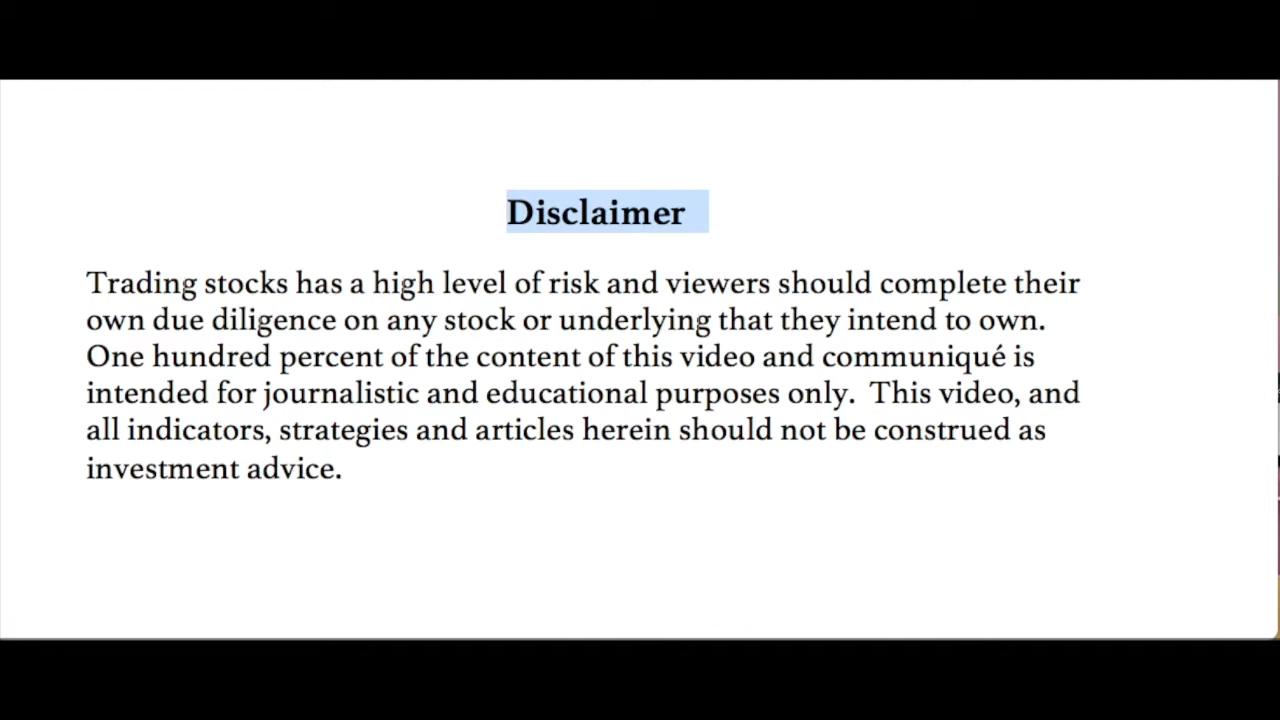 Disclaimer
Trading stocks has a high level of risk and viewers should complete their
own due diligence on any stock or underlying that they intend to own.
One hundred percent of the content of this video and communiqué is
intended for journalistic and educational purposes only.  This video, and
all indicators, strategies and articles herein should not be construed as
investment advice.